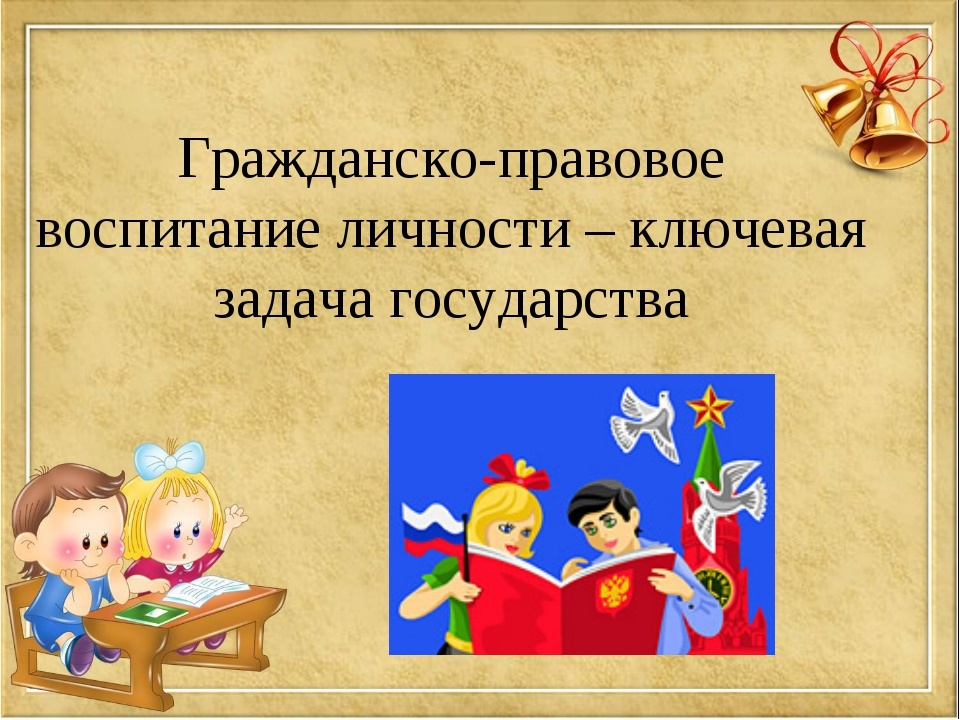 Гражданско-правовое
воспитание личности – ключевая
задача государства